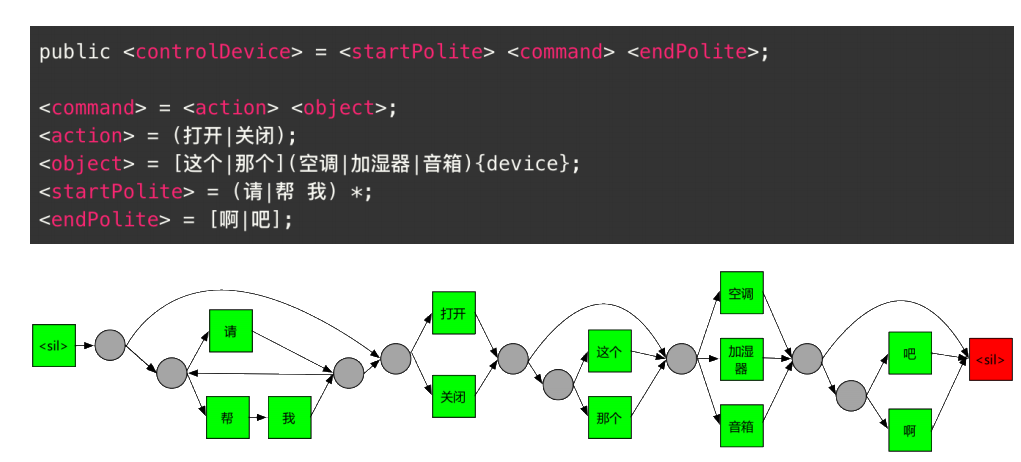 public <controlDevice> = <startPolite> <command> <endPolite>;
<command> = <action> <object>;
<action> = (打开|关闭);
<object> = [这个|那个](空调|加湿器|音箱){device};
<startPolite> = (请|帮 我) *;
<endPolite> = [啊|吧];
<sil>
请
帮
我
打开
关闭
这个
那个
空调
加湿
器
音箱
吧
啊
<sil>